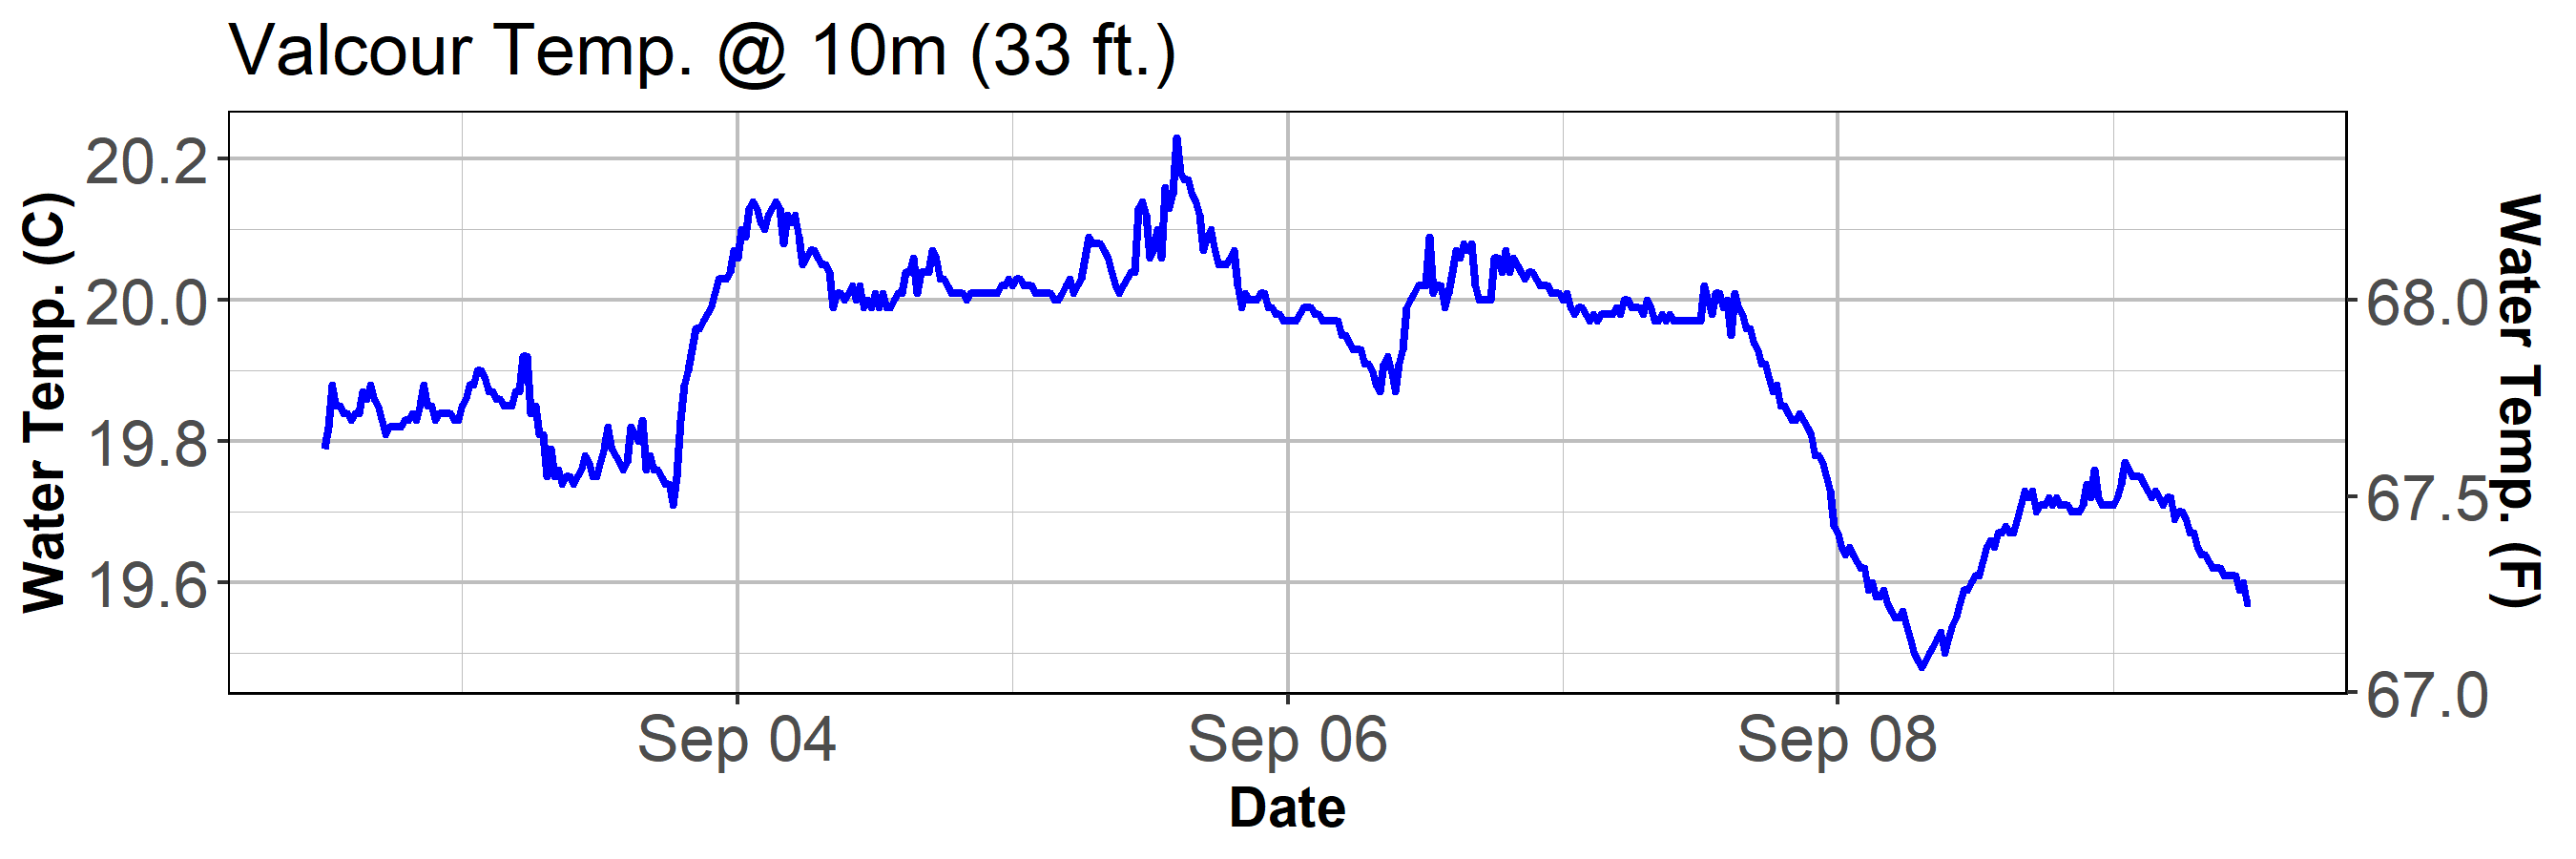 Valcour Temp. @ 10m (33 ft.)
Water Temp. (C)
20.2
20.0
19.8
19.6
68.0
67.5
67.0
Water Temp. (F)
Sep 04
Sep 06
Sep 08
Date